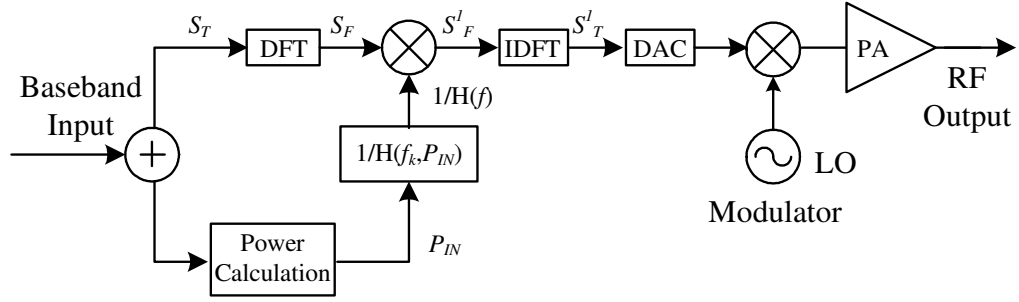 S_T
DFT
S_F
S^1_F
IDFT
S^1_T
DAC
PA
Baseband
Input
+
1/H(f)
1/H(f_k,P_IN)
RF
Output
LO
Modulator
Power
Calculation
P_IN